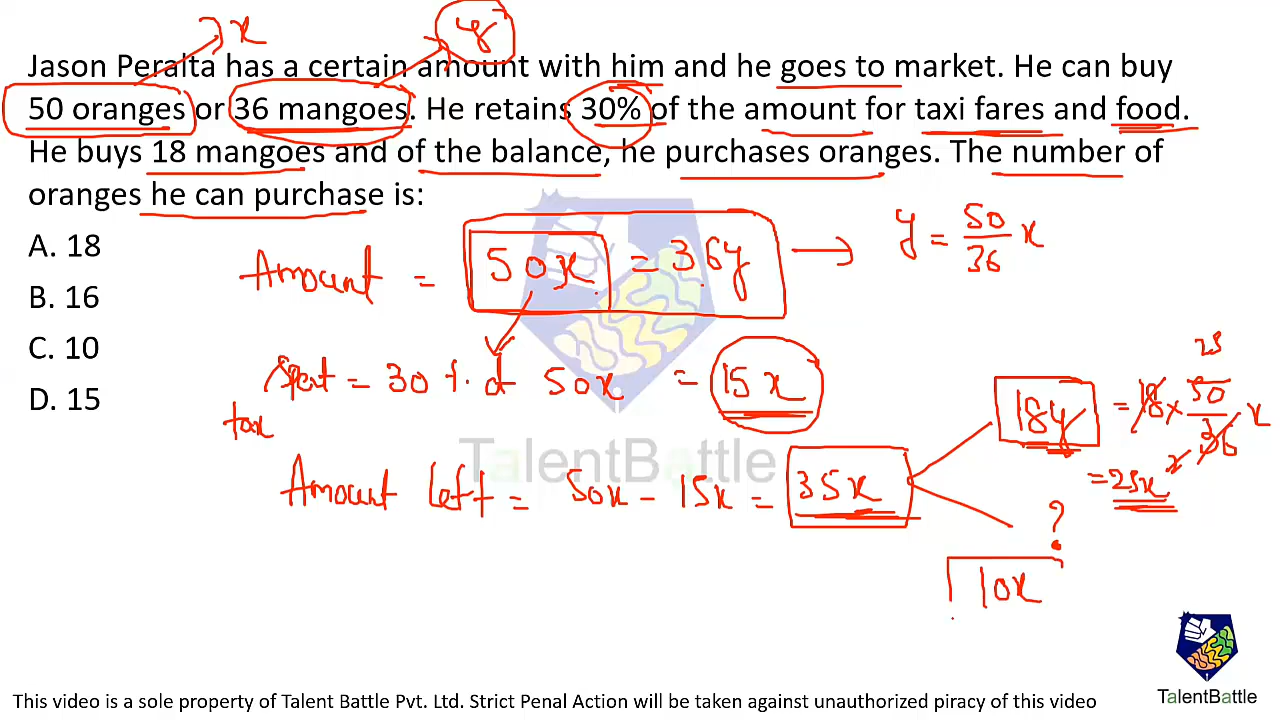 x
y
Jason Peralta has a certain amount with him and he goes to market. He can buy
50 oranges or 36 mangoes. He retains 30% of the amount for taxi fares and food.
He buys 18 mangoes and of the balance, he purchases oranges. The number of
oranges he can purchase is:
A. 18
B. 16
C. 10
D. 15
Amount = 50x = 36y → y = 50/36 x
Spent = 30 %. of 50x = 15x
tax
TalentBattle
Amount left = 50x - 15x = 35x
18y = 18 x 50/36 x
25
2
= 25x
?
10x
TalentBattle
This video is a sole property of Talent Battle Pvt. Ltd. Strict Penal Action will be taken against unauthorized piracy of this video